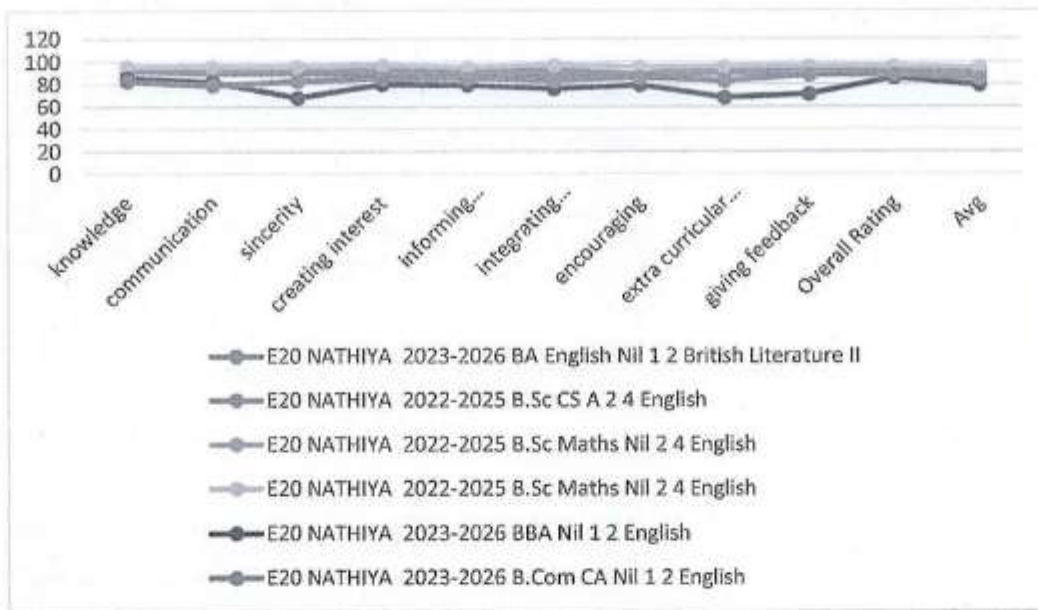 120
100
80
60
40
20
0
knowledge
communication
sincerity
creating interest
informing...
integrating...
encouraging
extra curricular...
giving feedback
Overall Rating
Avg
E20 NATHIYA 2023-2026 BA English Nil 1 2 British Literature II
E20 NATHIYA 2022-2025 B.Sc CS A 2 4 English
E20 NATHIYA 2022-2025 B.Sc Maths Nil 2 4 English
E20 NATHIYA 2022-2025 B.Sc Maths Nil 2 4 English
E20 NATHIYA 2023-2026 BBA Nil 1 2 English
E20 NATHIYA 2023-2026 B.Com CA Nil 1 2 English